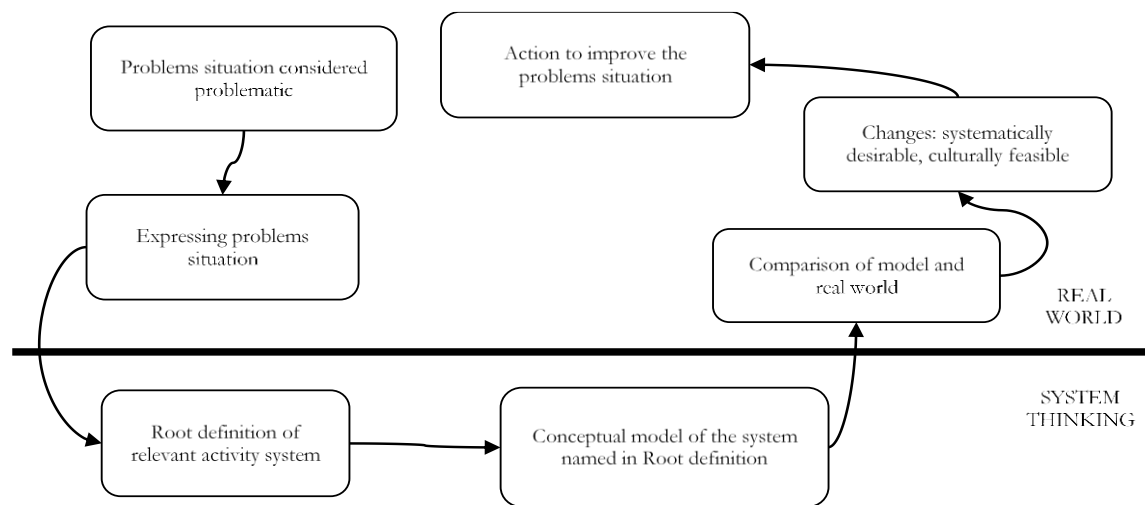 Problems situation considered
problematic
Expressing problems
situation
Root definition of
relevant activity system
Conceptual model of the system
named in Root definition
Comparison of model and
real world
Changes: systematically
desirable, culturally feasible
Action to improve the
problems situation
REAL
WORLD
SYSTEM
THINKING